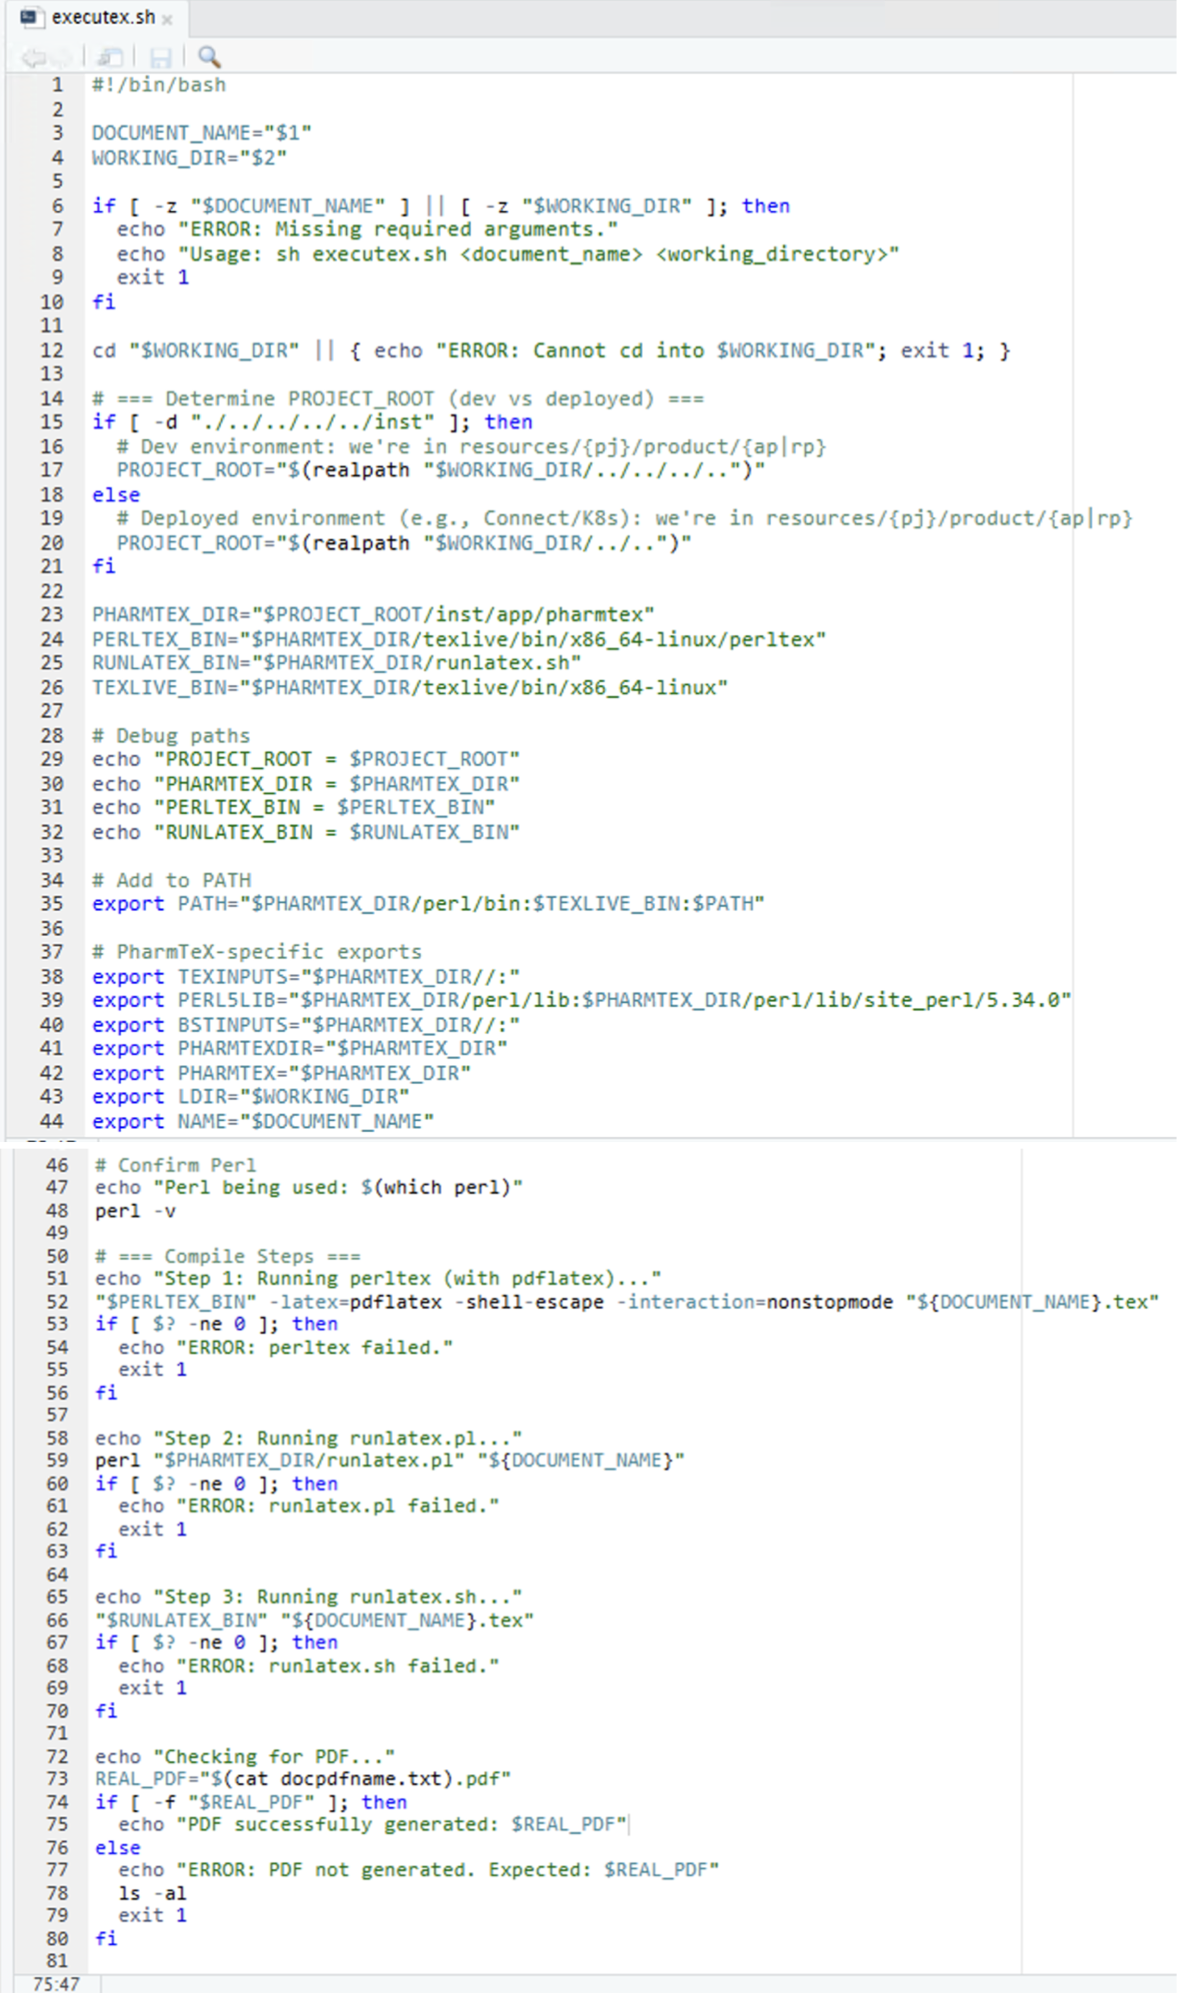 executex.sh
1 #!/bin/bash
2
3 DOCUMENT_NAME="$1"
4 WORKING_DIR="$2"
5
6 if [ -z "$DOCUMENT_NAME" ] || [ -z "$WORKING_DIR" ]; then
7   echo "ERROR: Missing required arguments."
8   echo "Usage: sh executex.sh <document_name> <working_directory>"
9   exit 1
10 fi
11
12 cd "$WORKING_DIR" || { echo "ERROR: Cannot cd into $WORKING_DIR"; exit 1; }
13
14 # === Determine PROJECT_ROOT (dev vs deployed) ===
15 if [ -d "./../../../../inst" ]; then
16   # Dev environment: we're in resources/{pj}/product/{ap|rp}
17   PROJECT_ROOT="$(realpath "$WORKING_DIR/../../../..")"
18 else
19   # Deployed environment (e.g., Connect/K8s): we're in resources/{pj}/product/{ap|rp}
20   PROJECT_ROOT="$(realpath "$WORKING_DIR/../..")"
21 fi
22
23 PHARMTEX_DIR="$PROJECT_ROOT/inst/app/pharmtex"
24 PERLTEX_BIN="$PHARMTEX_DIR/texlive/bin/x86_64-linux/perltex"
25 RUNLATEX_BIN="$PHARMTEX_DIR/runlatex.sh"
26 TEXLIVE_BIN="$PHARMTEX_DIR/texlive/bin/x86_64-linux"
27
28 # Debug paths
29 echo "PROJECT_ROOT = $PROJECT_ROOT"
30 echo "PHARMTEX_DIR = $PHARMTEX_DIR"
31 echo "PERLTEX_BIN = $PERLTEX_BIN"
32 echo "RUNLATEX_BIN = $RUNLATEX_BIN"
33
34 # Add to PATH
35 export PATH="$PHARMTEX_DIR/perl/bin:$TEXLIVE_BIN:$PATH"
36
37 # PharmTeX-specific exports
38 export TEXINPUTS="$PHARMTEX_DIR//:"
39 export PERL5LIB="$PHARMTEX_DIR/perl/lib:$PHARMTEX_DIR/perl/lib/site_perl/5.34.0"
40 export BSTINPUTS="$PHARMTEX_DIR//:"
41 export PHARMTEXDIR="$PHARMTEX_DIR"
42 export PHARMTEX="$PHARMTEX_DIR"
43 export LDIR="$WORKING_DIR"
44 export NAME="$DOCUMENT_NAME"
46 # Confirm Perl
47 echo "Perl being used: $(which perl)"
48 perl -v
49
50 # === Compile Steps ===
51 echo "Step 1: Running perltex (with pdflatex)..."
52 "$PERLTEX_BIN" -latex=pdflatex -shell-escape -interaction=nonstopmode "${DOCUMENT_NAME}.tex"
53 if [ $? -ne 0 ]; then
54   echo "ERROR: perltex failed."
55   exit 1
56 fi
57
58 echo "Step 2: Running runlatex.pl..."
59 perl "$PHARMTEX_DIR/runlatex.pl" "${DOCUMENT_NAME}"
60 if [ $? -ne 0 ]; then
61   echo "ERROR: runlatex.pl failed."
62   exit 1
63 fi
64
65 echo "Step 3: Running runlatex.sh..."
66 "$RUNLATEX_BIN" "${DOCUMENT_NAME}.tex"
67 if [ $? -ne 0 ]; then
68   echo "ERROR: runlatex.sh failed."
69   exit 1
70 fi
71
72 echo "Checking for PDF..."
73 REAL_PDF="$(cat docpdfname.txt).pdf"
74 if [ -f "$REAL_PDF" ]; then
75   echo "PDF successfully generated: $REAL_PDF"
76 else
77   echo "ERROR: PDF not generated. Expected: $REAL_PDF"
78   ls -al
79   exit 1
80 fi
81
75:47